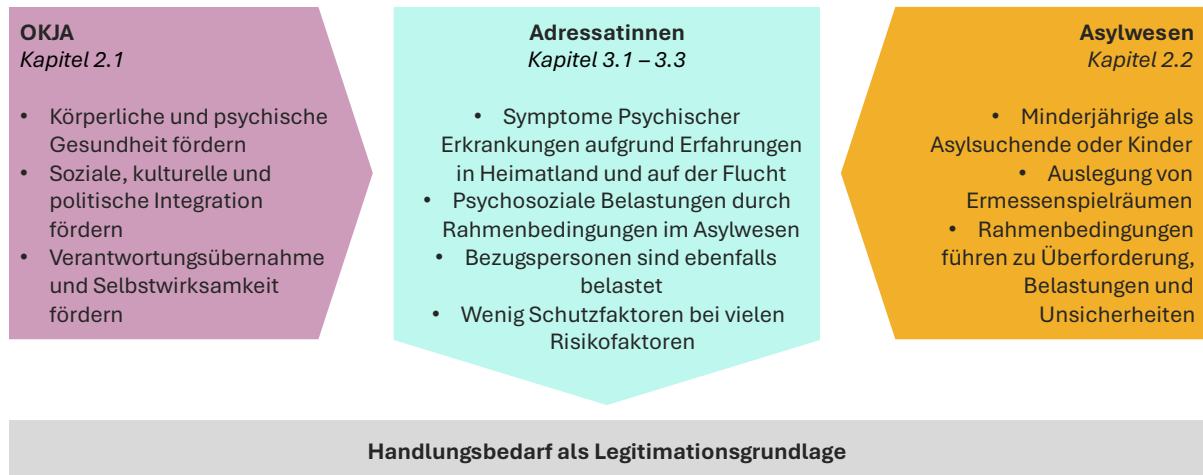 OKJA
Kapitel 2.1
• Körperliche und psychische
Gesundheit fördern
• Soziale, kulturelle und
politische Integration
fördern
• Verantwortungsübernahme
und Selbstwirksamkeit
fördern
Adressatinnen
Kapitel 3.1 – 3.3
• Symptome Psychischer
Erkrankungen aufgrund Erfahrungen
in Heimatland und auf der Flucht
• Psychosoziale Belastungen durch
Rahmenbedingungen im Asylwesen
• Bezugspersonen sind ebenfalls
belastet
• Wenig Schutzfaktoren bei vielen
Risikofaktoren
Asylwesen
Kapitel 2.2
• Minderjährige als
Asylsuchende oder Kinder
• Auslegung von
Ermessenspielräumen
• Rahmenbedingungen
führen zu Überforderung,
Belastungen und
Unsicherheiten
Handlungsbedarf als Legitimationsgrundlage